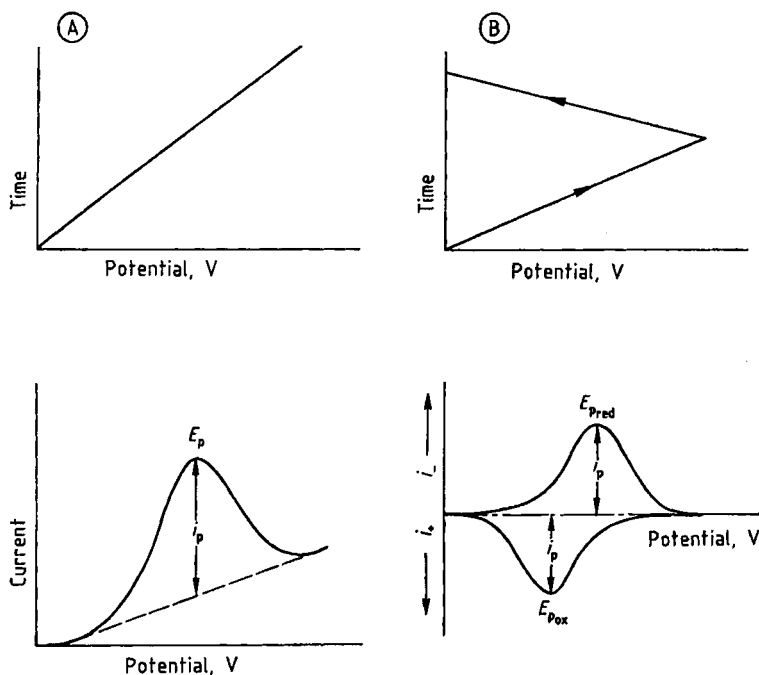 A
B
Time
Potential, V
Time
Potential, V
E_p
i_p
Current
Potential, V
E_pred
i_p
i_-
i_+
i_p
Potential, V
E_pox